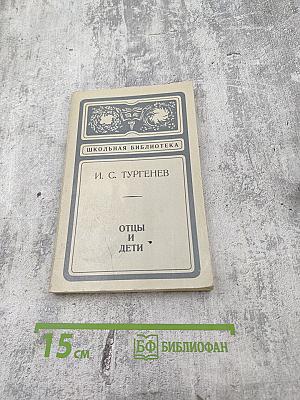 ШКОЛЬНАЯ БИБЛИОТЕКА
И. С. ТУРГЕНЕВ
ОТЦЫ
И
ДЕТИ
15 см.
БФ БИБЛИОФАН